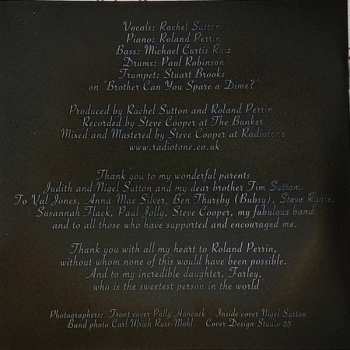 Vocals: Rachel Sutton
Piano: Roland Perrin
Bass: Michael Curtis Ruiz
Drums: Paul Robinson
Trumpet: Stuart Brooks
on "Brother Can You Spare a Dime?"
Produced by Rachel Sutton and Roland Perrin
Recorded by Steve Cooper at The Bunker
Mixed and Mastered by Steve Cooper at Radiotone
www.radiotone.co.uk
Thank you to my wonderful parents
Judith and Nigel Sutton and my dear brother Tim Sutton.
To Val Jones, Anna Mae Silver, Ben Thursby (Bubsy), Steve
Susannah Flack, Paul Jolly, Steve Cooper, my fabulous band
and to all those who have supported and encouraged me.
Thank you with all my heart to Roland Perrin,
without whom none of this would have been possible.
And to my incredible daughter, Farley,
who is the sweetest person in the world
Photographers: Front cover Polly Hancock Inside cover Nigel Sutton
Band photo Carl Cover Design Studio 35